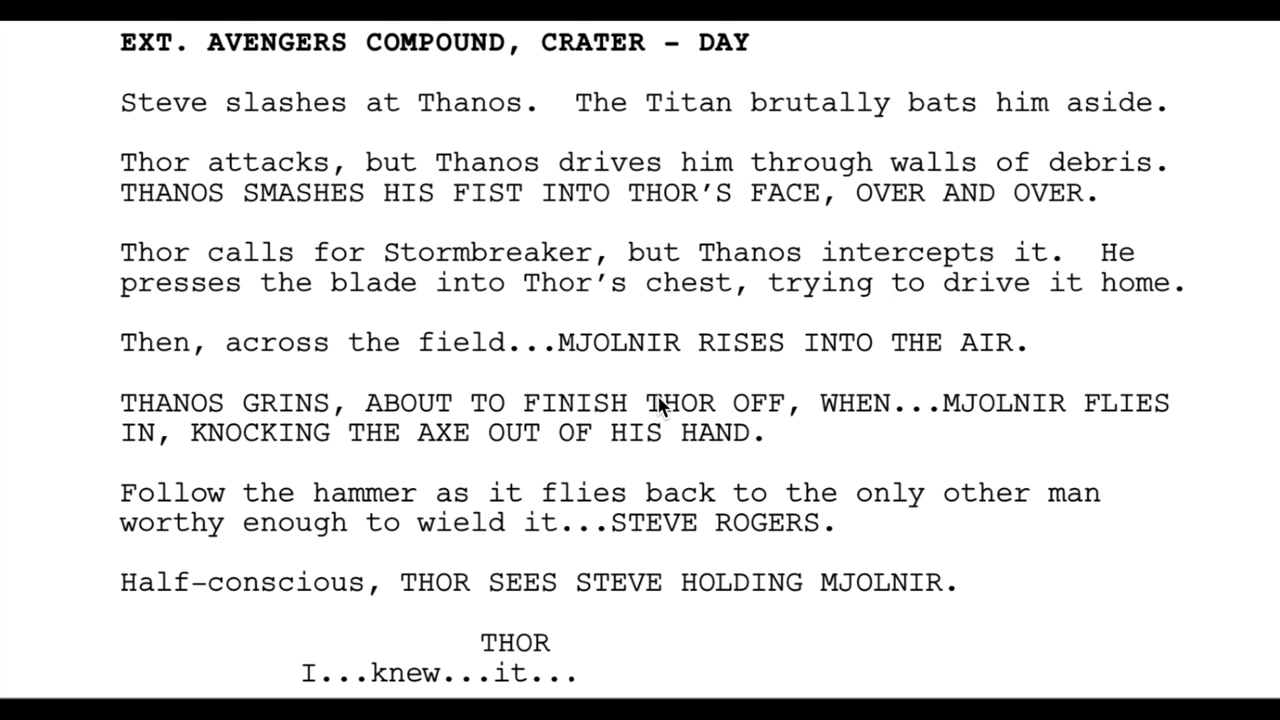 EXT. AVENGERS COMPOUND, CRATER – DAY
Steve slashes at Thanos.  The Titan brutally bats him aside.
Thor attacks, but Thanos drives him through walls of debris.
THANOS SMASHES HIS FIST INTO THOR’S FACE, OVER AND OVER.
Thor calls for Stormbreaker, but Thanos intercepts it.  He
presses the blade into Thor’s chest, trying to drive it home.
Then, across the field...MJOLNIR RISES INTO THE AIR.
THANOS GRINS, ABOUT TO FINISH THOR OFF, WHEN...MJOLNIR FLIES
IN, KNOCKING THE AXE OUT OF HIS HAND.
Follow the hammer as it flies back to the only other man
worthy enough to wield it...STEVE ROGERS.
Half–conscious, THOR SEES STEVE HOLDING MJOLNIR.
THOR
I...knew...it...